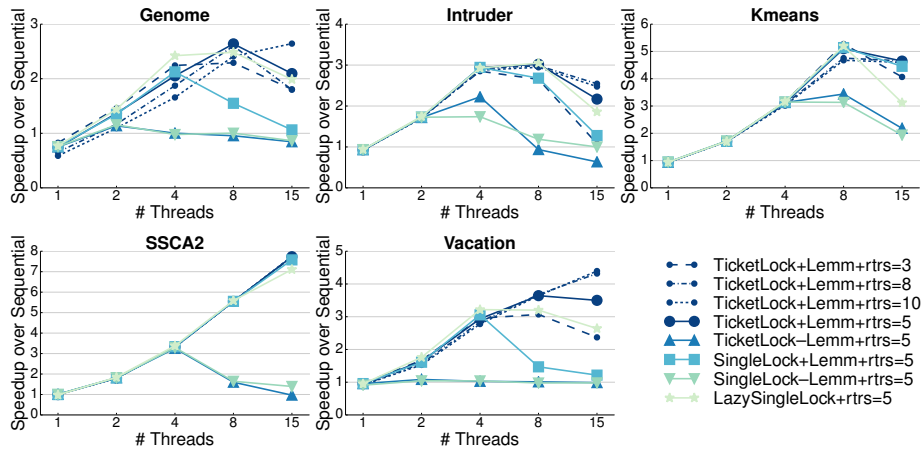 Genome
Speedup over Sequential
3
2
1
0
1 2 4 8 15
# Threads
Intruder
Speedup over Sequential
4
3
2
1
0
1 2 4 8 15
# Threads
Kmeans
Speedup over Sequential
6
5
4
3
2
1
0
1 2 4 8 15
# Threads
SSCA2
Speedup over Sequential
8
7
6
5
4
3
2
1
0
1 2 4 8 15
# Threads
Vacation
Speedup over Sequential
5
4
3
2
1
0
1 2 4 8 15
# Threads
TicketLock+Lemm+rtrs=3
TicketLock+Lemm+rtrs=8
TicketLock+Lemm+rtrs=10
TicketLock+Lemm+rtrs=5
TicketLock−Lemm+rtrs=5
SingleLock+Lemm+rtrs=5
SingleLock−Lemm+rtrs=5
LazySingleLock+rtrs=5